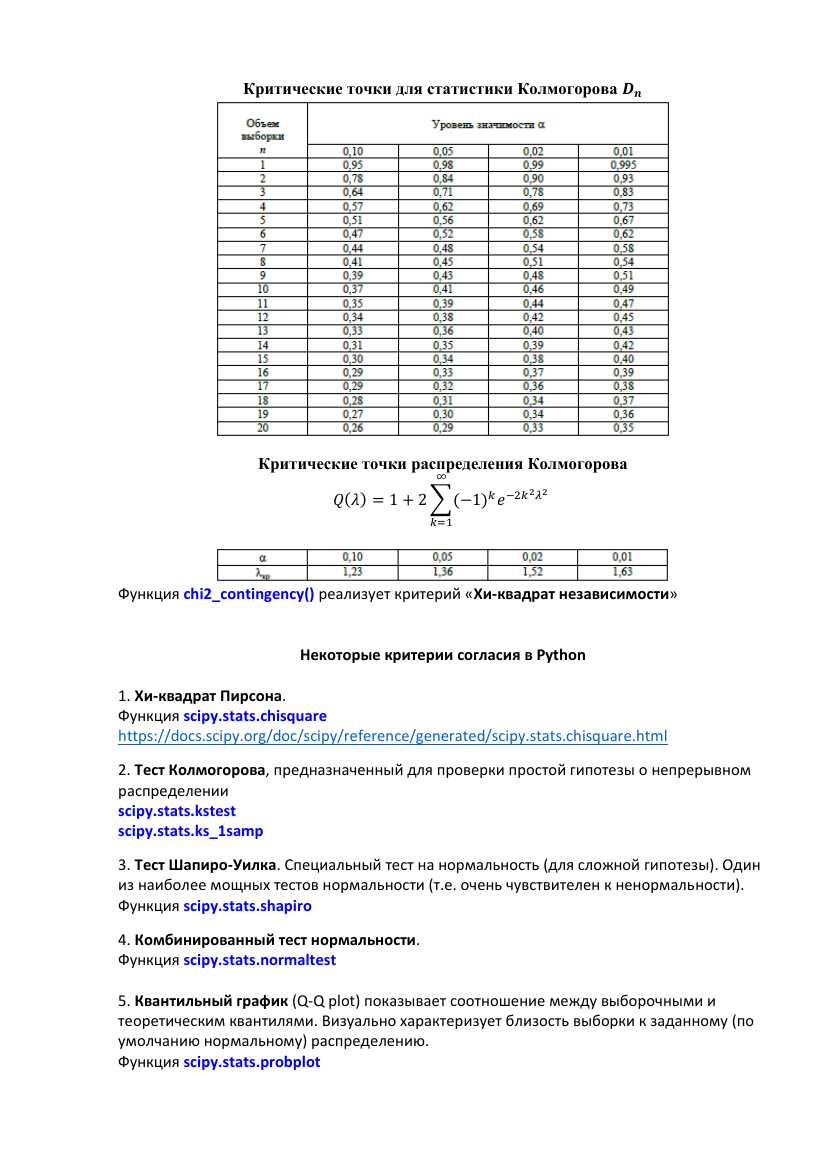 Критические точки для статистики Колмогорова Dₙ
Объем выборки n Уровень значимости α
0,10 0,05 0,02 0,01
1 0,95 0,98 0,99 0,995
2 0,78 0,84 0,90 0,93
3 0,64 0,71 0,78 0,83
4 0,57 0,62 0,69 0,73
5 0,51 0,56 0,62 0,67
6 0,47 0,52 0,58 0,62
7 0,44 0,48 0,54 0,58
8 0,41 0,45 0,51 0,54
9 0,39 0,43 0,48 0,51
10 0,37 0,41 0,46 0,49
11 0,35 0,39 0,44 0,47
12 0,34 0,38 0,42 0,45
13 0,33 0,36 0,40 0,43
14 0,31 0,35 0,39 0,42
15 0,30 0,34 0,38 0,40
16 0,29 0,33 0,37 0,39
17 0,29 0,32 0,36 0,38
18 0,28 0,31 0,34 0,37
19 0,27 0,30 0,34 0,36
20 0,26 0,29 0,33 0,35
Критические точки распределения Колмогорова
Q(λ) = 1 + 2 ∑_{k=1}^{∞} (−1)^k e^{−2k²λ²}
α 0,10 0,05 0,02 0,01
λкр 1,23 1,36 1,52 1,63
Функция chi2_contingency() реализует критерий «Хи-квадрат независимости»
Некоторые критерии согласия в Python
1. Хи-квадрат Пирсона.
Функция scipy.stats.chisquare
https://docs.scipy.org/doc/scipy/reference/generated/scipy.stats.chisquare.html
2. Тест Колмогорова, предназначенный для проверки простой гипотезы о непрерывном
распределении
scipy.stats.kstest
scipy.stats.ks_1samp
3. Тест Шапиро-Уилка. Специальный тест на нормальность (для сложной гипотезы). Один
из наиболее мощных тестов нормальности (т.е. очень чувствителен к ненормальности).
Функция scipy.stats.shapiro
4. Комбинированный тест нормальности.
Функция scipy.stats.normaltest
5. Квантильный график (Q-Q plot) показывает соотношение между выборочными и
теоретическим квантилями. Визуально характеризует близость выборки к заданному (по
умолчанию нормальному) распределению.
Функция scipy.stats.probplot